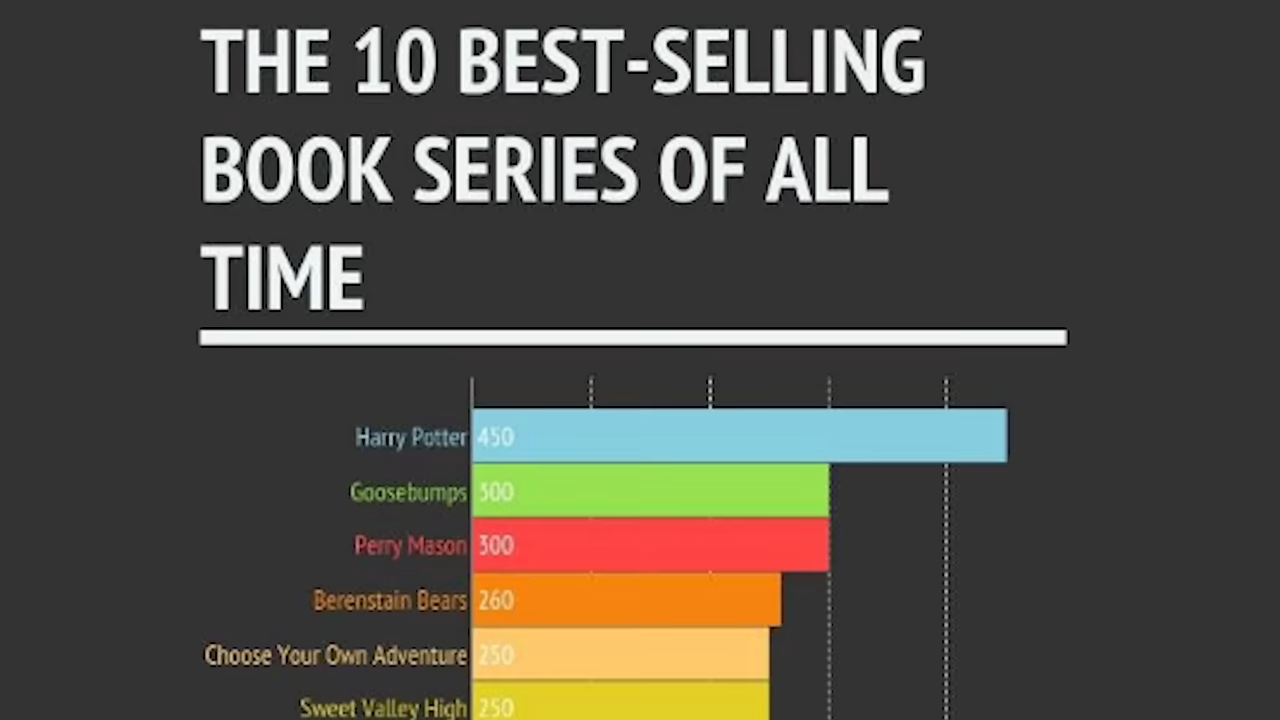 THE 10 BEST-SELLING
BOOK SERIES OF ALL
TIME
Harry Potter 450
Goosebumps 300
Perry Mason 300
Berenstain Bears 260
Choose Your Own Adventure 250
Sweet Valley High 250